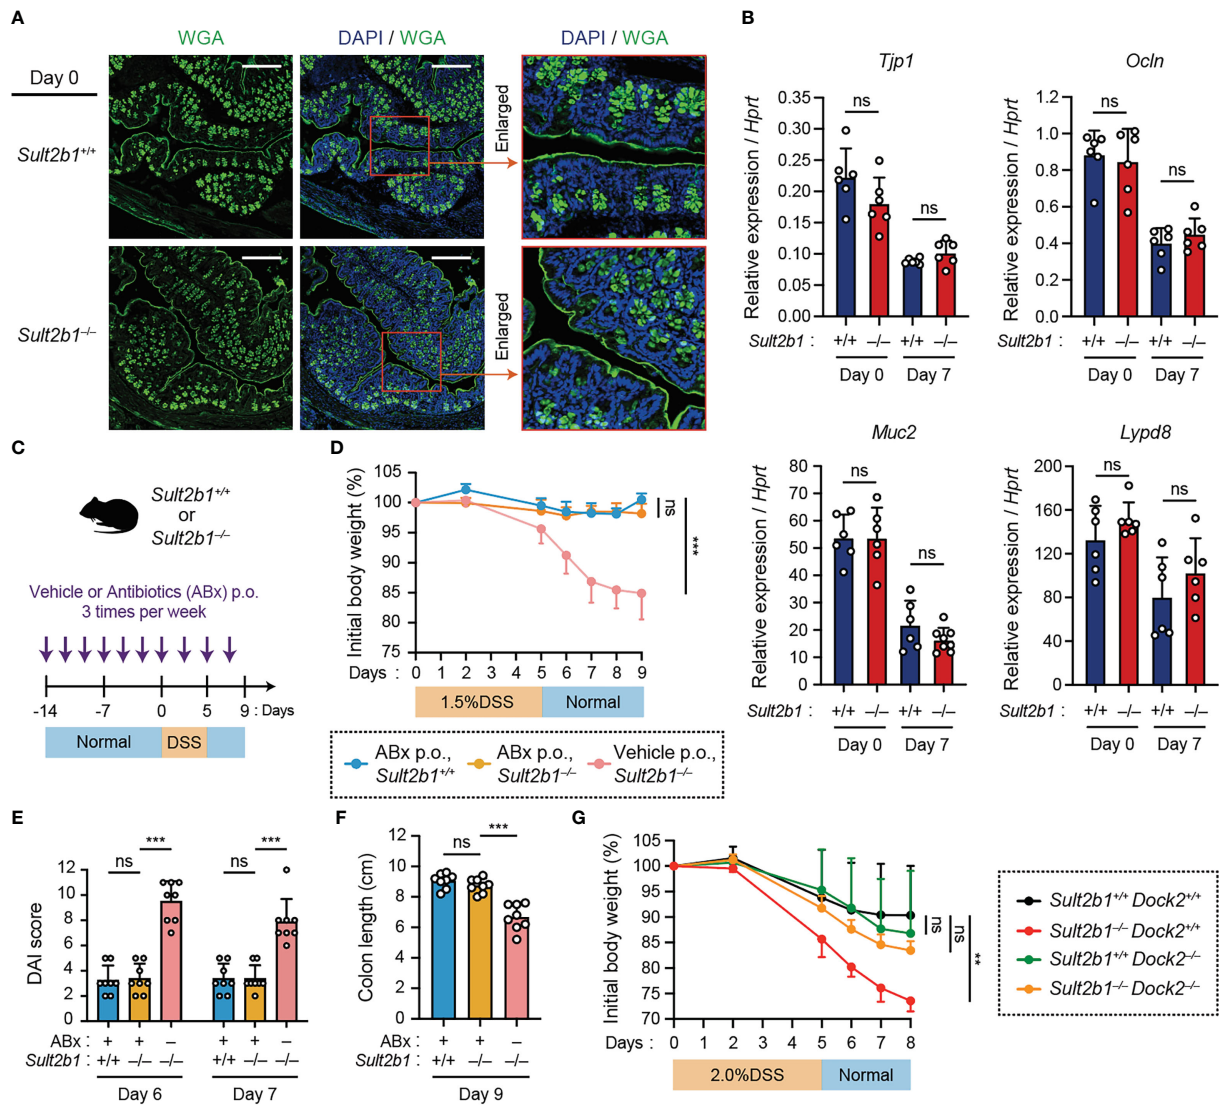 A
WGA
DAPI / WGA
DAPI / WGA
Day 0
Sult2b1+/+
Enlarged
Sult2b1–/–
Enlarged
B
Tjp1
Relative expression / Hprt
0.35
0.30
0.25
0.20
0.15
0.10
0.05
0.00
ns
ns
Sult2b1 : +/+ –/– +/+ –/–
Day 0 Day 7
Ocln
Relative expression / Hprt
1.2
1.0
0.8
0.6
0.4
0.2
0.0
ns
ns
Sult2b1 : +/+ –/– +/+ –/–
Day 0 Day 7
Muc2
Relative expression / Hprt
80
70
60
50
40
30
20
10
0
ns
ns
Sult2b1 : +/+ –/– +/+ –/–
Day 0 Day 7
Lypd8
Relative expression / Hprt
200
160
120
80
40
0
ns
ns
Sult2b1 : +/+ –/– +/+ –/–
Day 0 Day 7
C
Sult2b1+/+
or
Sult2b1–/–
Vehicle or Antibiotics (ABx) p.o.
3 times per week
-14 -7 0 5 9 : Days
Normal DSS
D
Initial body weight (%)
105
100
95
90
85
80
75
ns
***
Days : 0 1 2 3 4 5 6 7 8 9
1.5%DSS Normal
ABx p.o., Sult2b1+/+
ABx p.o., Sult2b1–/–
Vehicle p.o., Sult2b1–/–
E
DAI score
12
10
8
6
4
2
0
ns
***
ns
***
ABx : + + – + + –
Sult2b1 : +/+ –/– –/– +/+ –/– –/–
Day 6 Day 7
F
Colon length (cm)
12
10
8
6
4
2
0
ns
***
ABx : + + –
Sult2b1 : +/+ –/– –/–
Day 9
G
Initial body weight (%)
105
100
95
90
85
80
75
70
ns
ns
**
Days : 0 1 2 3 4 5 6 7 8
2.0%DSS Normal
Sult2b1+/+ Dock2+/+
Sult2b1–/– Dock2+/+
Sult2b1+/+ Dock2–/–
Sult2b1–/– Dock2–/–